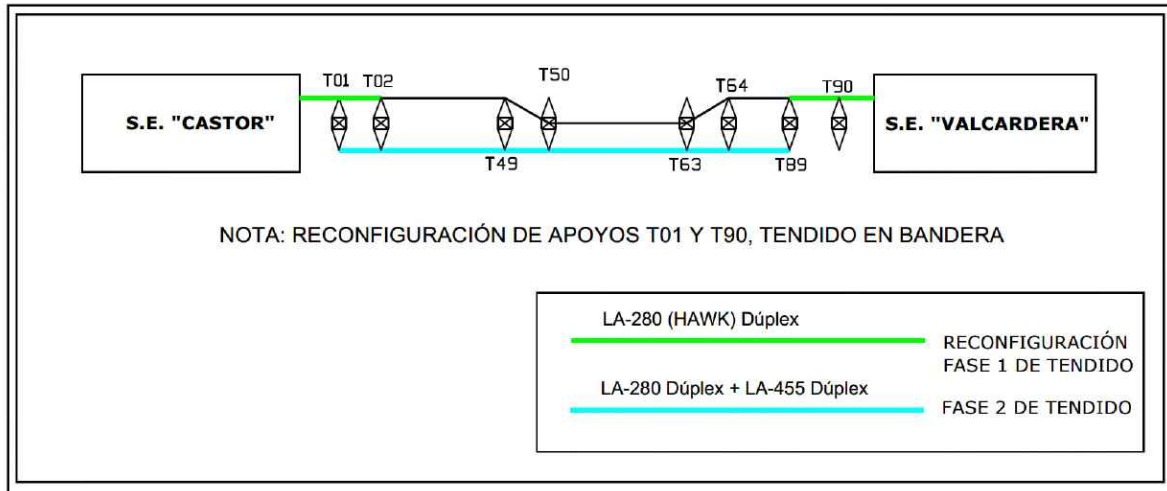 T01
T02
T50
T64
T90
S.E. "CASTOR"
S.E. "VALCARDERA"
T49
T63
T89
NOTA: RECONFIGURACIÓN DE APOYOS T01 Y T90, TENDIDO EN BANDERA
LA-280 (HAWK) Dúplex
RECONFIGURACIÓN
FASE 1 DE TENDIDO
LA-280 Dúplex + LA-455 Dúplex
FASE 2 DE TENDIDO